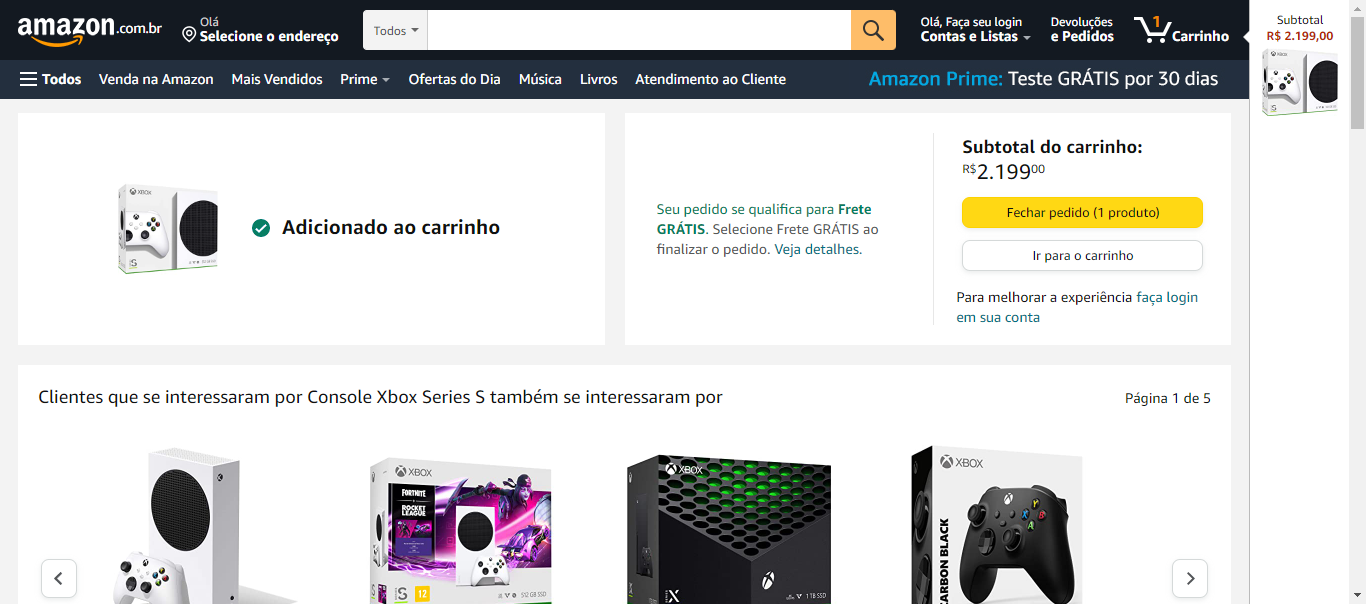 amazon.com.br
Olá
Selecione o endereço
Todos
Olá, Faça seu login
Contas e Listas
Devoluções
e Pedidos
1
Carrinho
Subtotal
R$ 2.199,00
Todos
Venda na Amazon
Mais Vendidos
Prime
Ofertas do Dia
Música
Livros
Atendimento ao Cliente
Amazon Prime: Teste GRÁTIS por 30 dias
XBOX
S
Adicionado ao carrinho
Seu pedido se qualifica para Frete
GRÁTIS. Selecione Frete GRÁTIS ao
finalizar o pedido. Veja detalhes.
Subtotal do carrinho:
R$2.19900
Fechar pedido (1 produto)
Ir para o carrinho
Para melhorar a experiência faça login
em sua conta
Clientes que se interessaram por Console Xbox Series S também se interessaram por
Página 1 de 5
XBOX
FORTNITE
ROCKET
LEAGUE
S
12
512 GB SSD
XBOX
X
1 TB SSD
XBOX
CARBON BLACK
Y
X
B
A